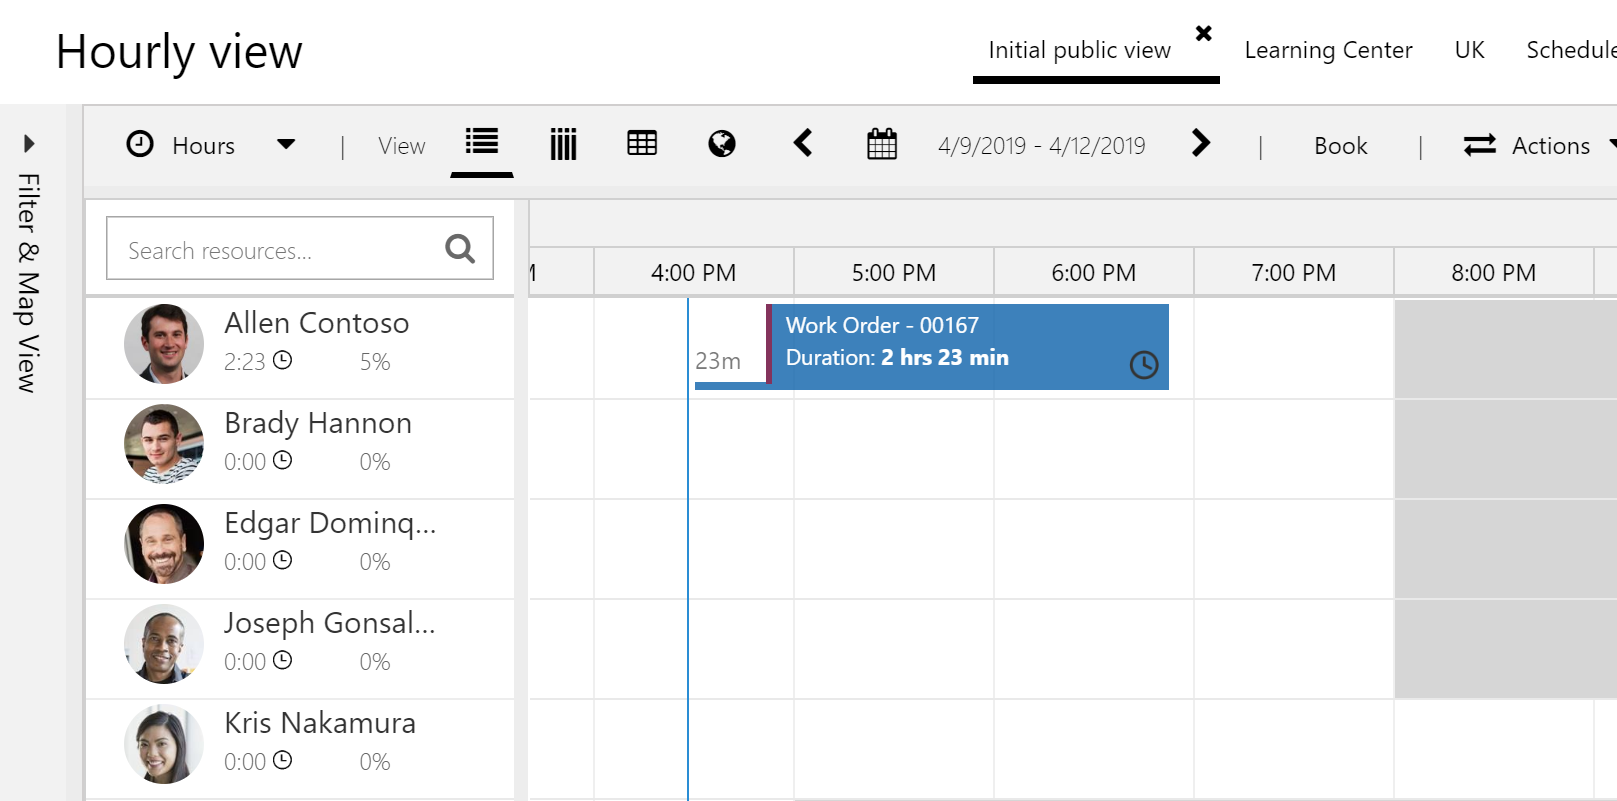 Hourly view
Initial public view
Learning Center
UK
Filter & Map View
Hours
|
View
4/9/2019 - 4/12/2019
|
Book
|
Actions
Search resources...
4:00 PM
5:00 PM
6:00 PM
7:00 PM
8:00 PM
Allen Contoso
2:23
5%
23m
Work Order - 00167
Duration: 2 hrs 23 min
Brady Hannon
0:00
0%
Edgar Dominq...
0:00
0%
Joseph Gonsal...
0:00
0%
Kris Nakamura
0:00
0%